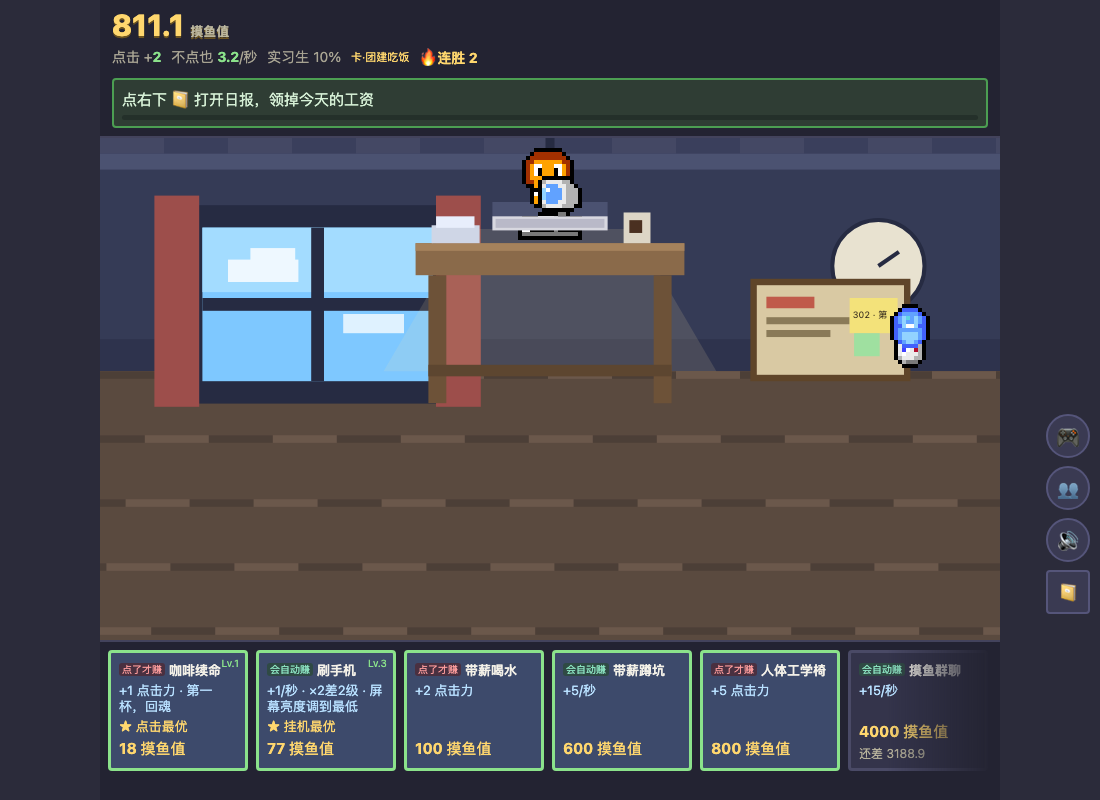 811.1 摸鱼值
点击 +2 不点也 3.2/秒 实习生 10% 卡·团建吃饭 连胜 2
点右下 打开日报，领掉今天的工资
302 · 第
点了才赚 咖啡续命 Lv.1
+1 点击力 · 第一
杯，回魂
点击最优
18 摸鱼值
会自动赚 刷手机 Lv.3
+1/秒 · ×2差2级 · 屏
幕亮度调到最低
挂机最优
77 摸鱼值
点了才赚 带薪喝水
+2 点击力
100 摸鱼值
会自动赚 带薪蹲坑
+5/秒
600 摸鱼值
点了才赚 人体工学椅
+5 点击力
800 摸鱼值
会自动赚 摸鱼群聊
+15/秒
4000 摸鱼值
还差 3188.9